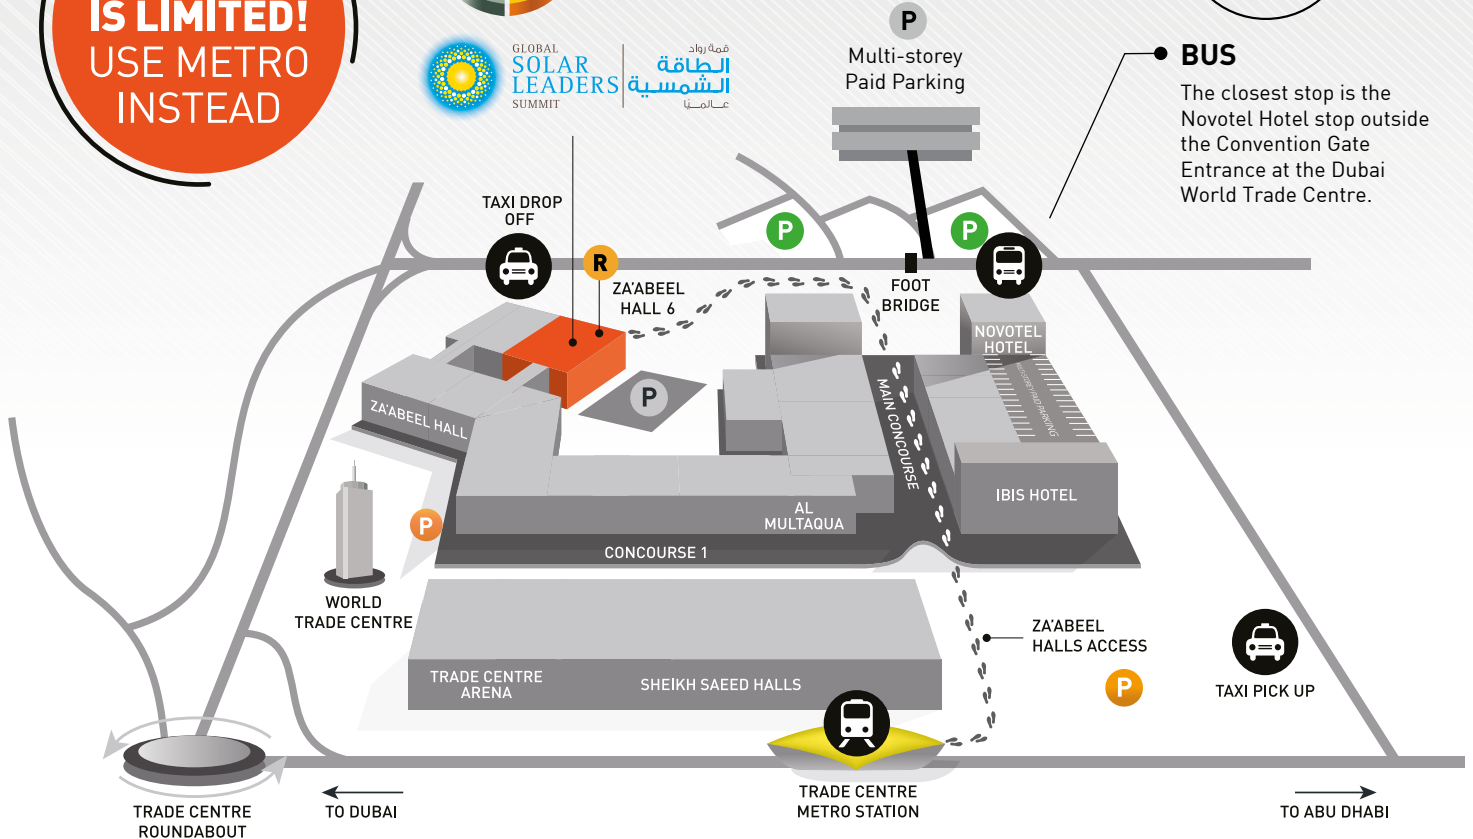 IS LIMITED!
USE METRO
INSTEAD
GLOBAL
SOLAR
LEADERS
SUMMIT
قمة رواد
الطاقة
الشمسية
عــالمــيًا
P
Multi-storey
Paid Parking
BUS
The closest stop is the
Novotel Hotel stop outside
the Convention Gate
Entrance at the Dubai
World Trade Centre.
TAXI DROP
OFF
R
ZA'ABEEL
HALL 6
P
P
FOOT
BRIDGE
NOVOTEL
HOTEL
MULTISTOREY PAID PARKING
P
ZA'ABEEL HALL
MAIN CONCOURSE
IBIS HOTEL
AL
MULTAQUA
P
CONCOURSE 1
WORLD
TRADE CENTRE
ZA'ABEEL
HALLS ACCESS
P
TAXI PICK UP
TRADE CENTRE
ARENA
SHEIKH SAEED HALLS
TRADE CENTRE
METRO STATION
TRADE CENTRE
ROUNDABOUT
TO DUBAI
TO ABU DHABI